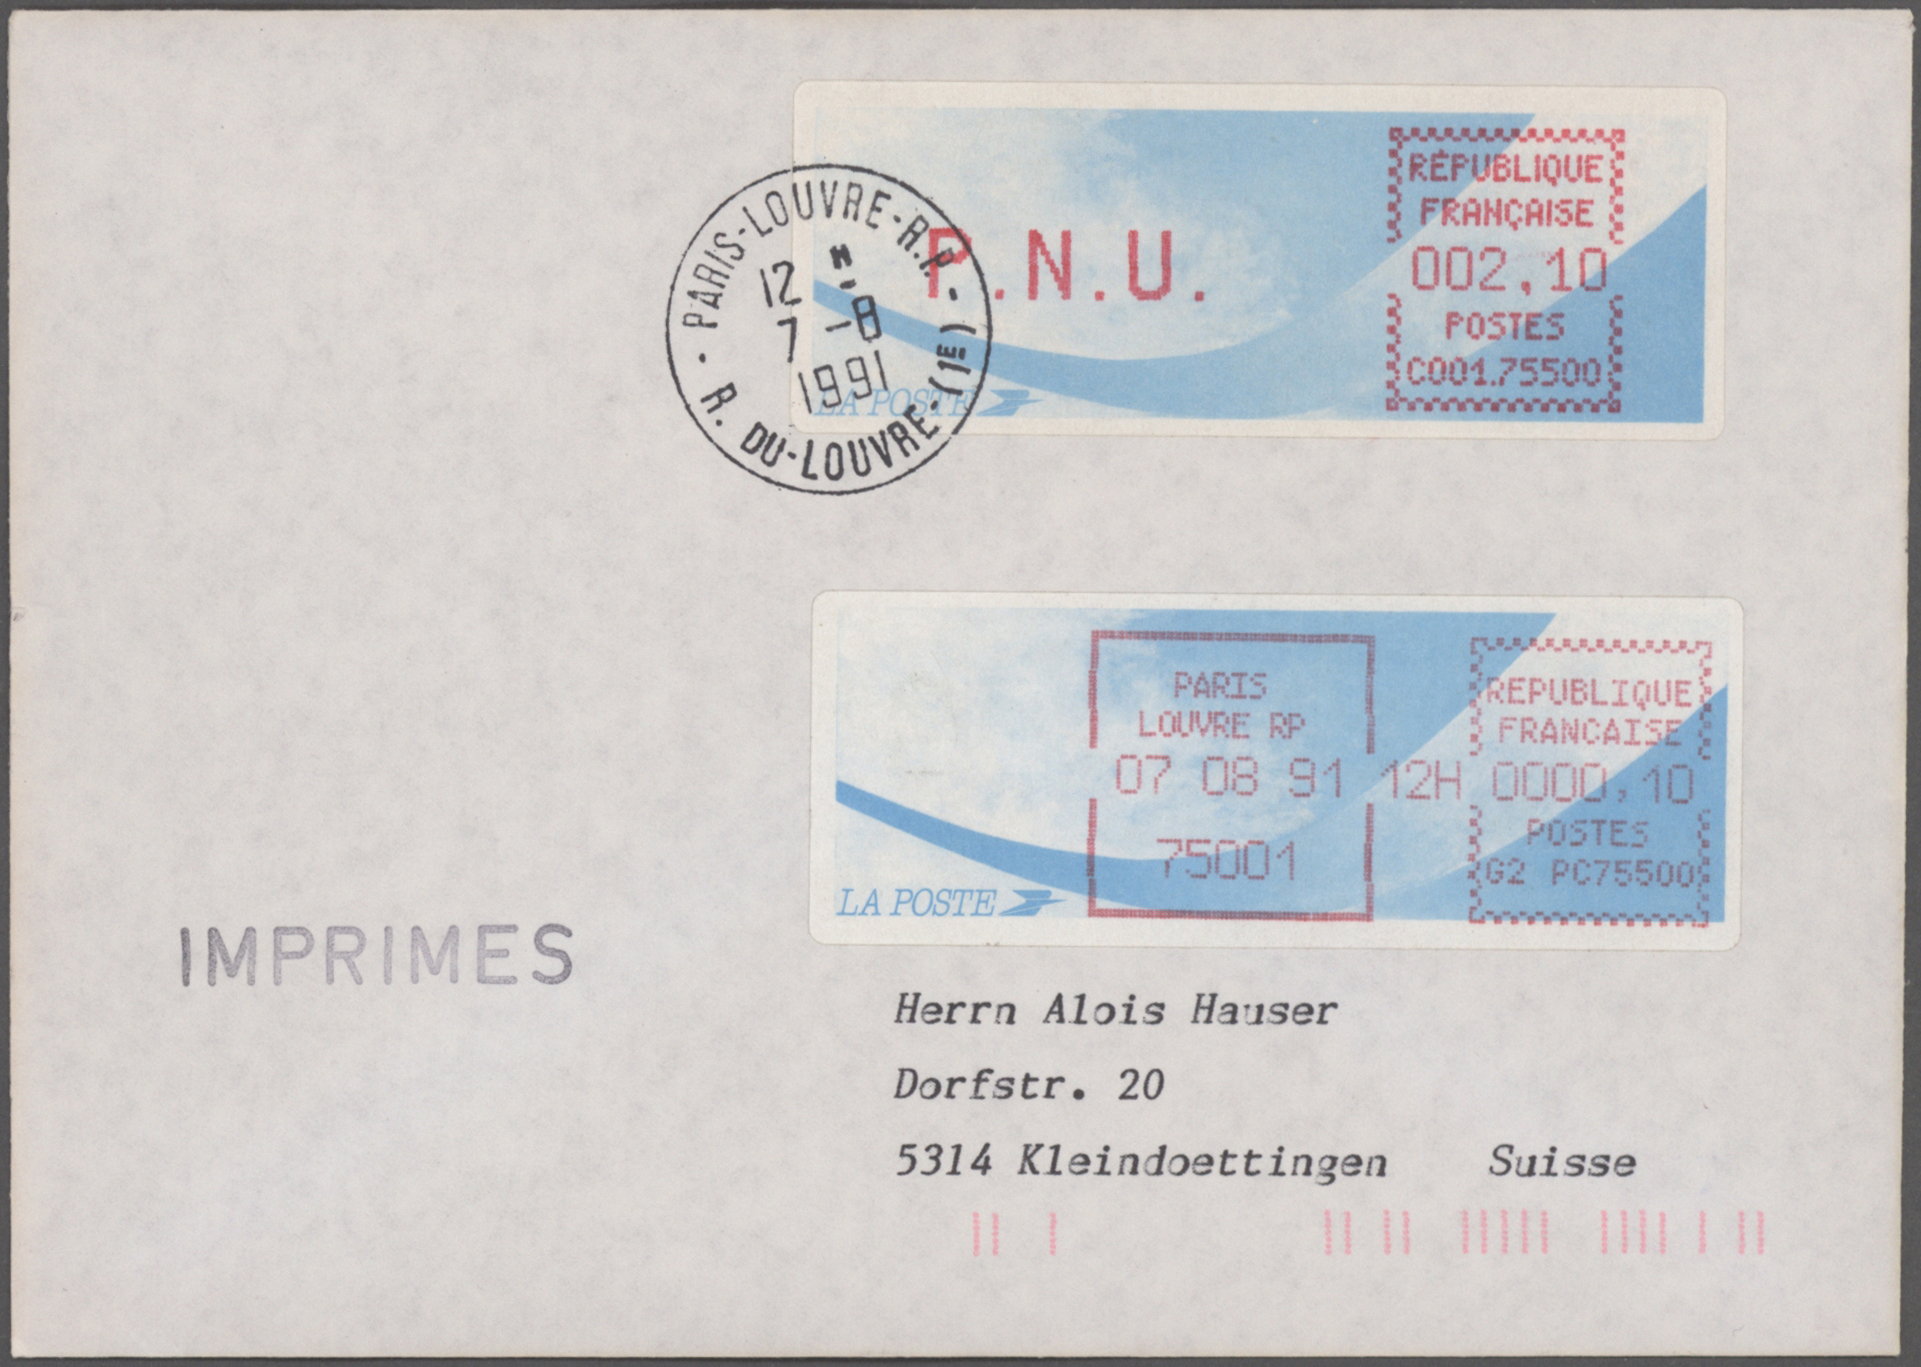 PARIS-LOUVRE-R.P.-
12 H
7 -8
1991
R. DU-LOUVRE. (1E)
P.N.U.
RÉPUBLIQUE
FRANÇAISE
002,10
POSTES
C001.75500
LA POSTE
PARIS
LOUVRE RP
07 08 91 12H
75001
REPUBLIQUE
FRANCAISE
0000,10
POSTES
G2 PC75500
LA POSTE
IMPRIMES
Herrn Alois Hauser
Dorfstr. 20
5314 Kleindoettingen Suisse